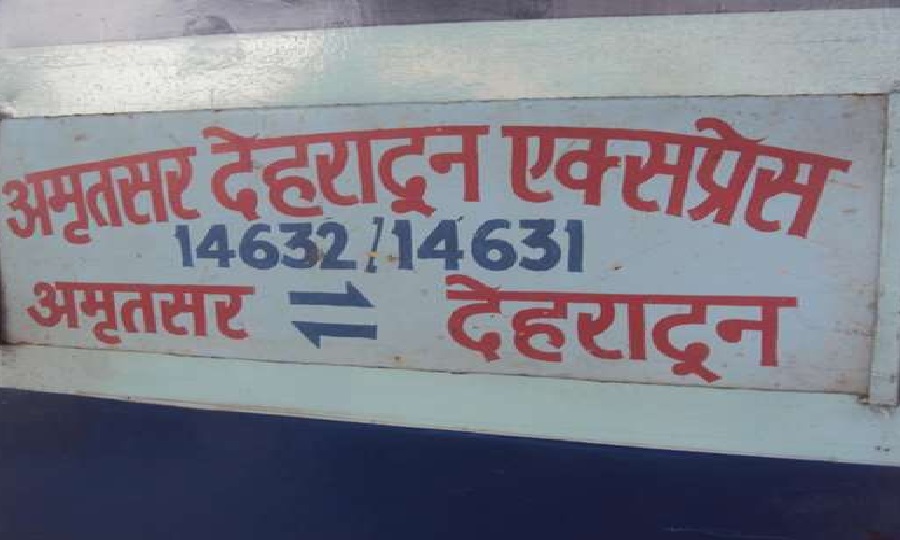 अमृतसर देहरादून एक्सप्रेस
14632/14631
अमृतसर ⇌ देहरादून